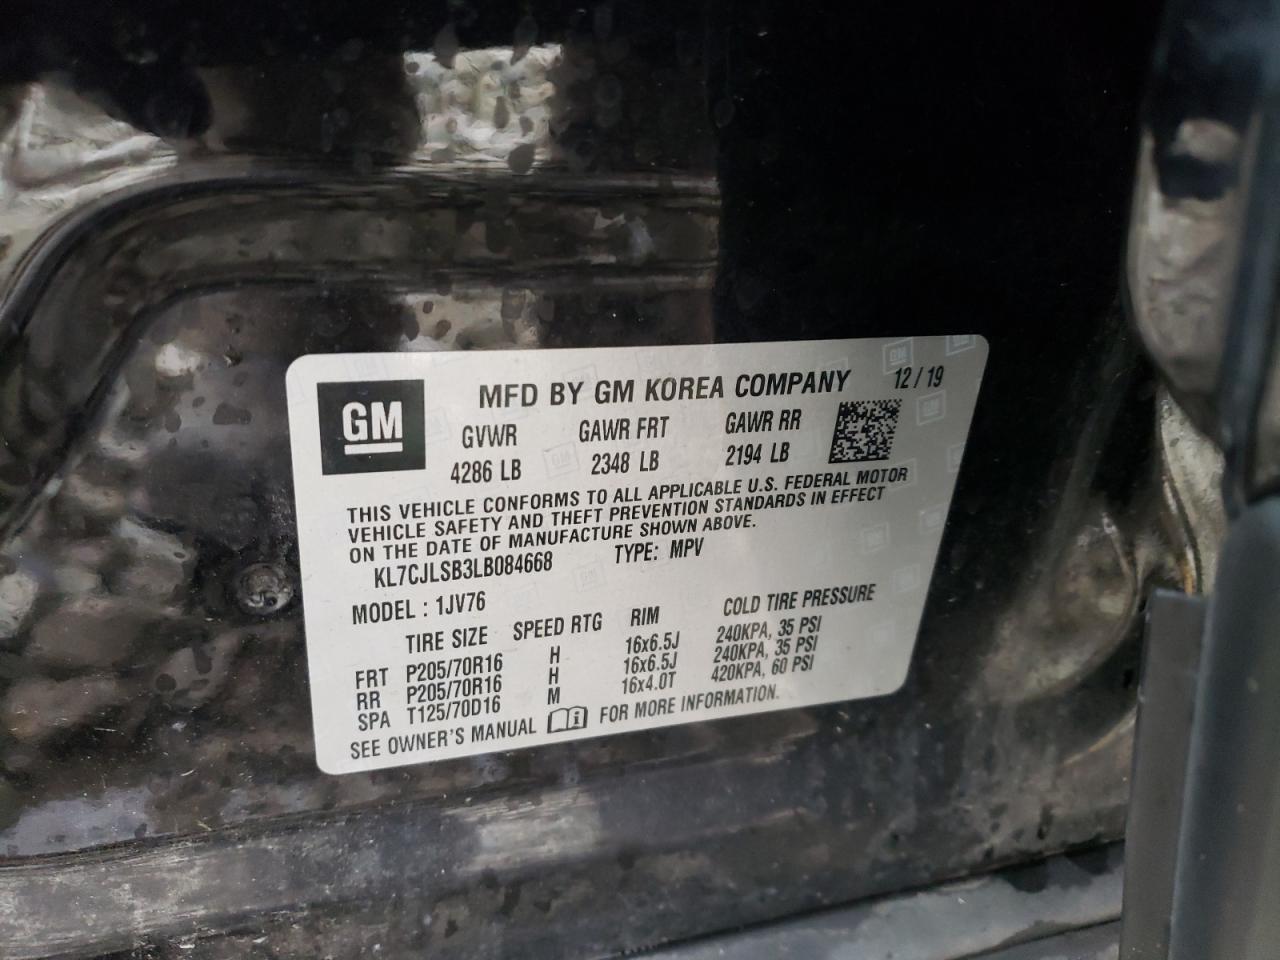 GM
MFD BY GM KOREA COMPANY 12/19
GVWR GAWR FRT GAWR RR
4286 LB 2348 LB 2194 LB
THIS VEHICLE CONFORMS TO ALL APPLICABLE U.S. FEDERAL MOTOR
VEHICLE SAFETY AND THEFT PREVENTION STANDARDS IN EFFECT
ON THE DATE OF MANUFACTURE SHOWN ABOVE.
KL7CJLSB3LB084668 TYPE: MPV
MODEL : 1JV76
TIRE SIZE SPEED RTG RIM COLD TIRE PRESSURE
FRT P205/70R16 H 16x6.5J 240KPA, 35 PSI
RR P205/70R16 H 16x6.5J 240KPA, 35 PSI
SPA T125/70D16 M 16x4.0T 420KPA, 60 PSI
SEE OWNER'S MANUAL FOR MORE INFORMATION.